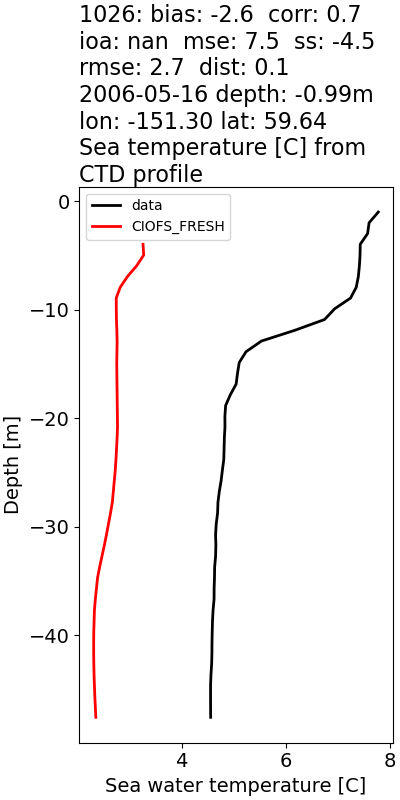 1026: bias: -2.6  corr: 0.7
ioa: nan  mse: 7.5  ss: -4.5
rmse: 2.7  dist: 0.1
2006-05-16 depth: -0.99m
lon: -151.30 lat: 59.64
Sea temperature [C] from
CTD profile
data
CIOFS_FRESH
0
−10
−20
−30
−40
Depth [m]
4 6 8
Sea water temperature [C]